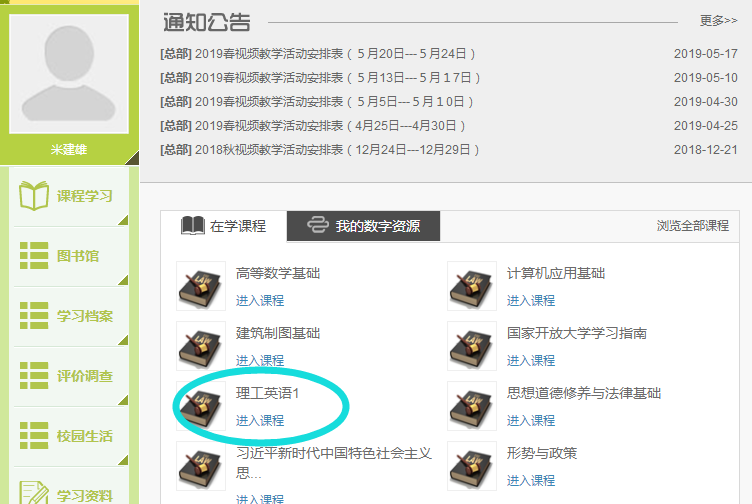 通知公告
更多>>
[总部] 2019春视频教学活动安排表（５月20日---５月24日） 2019-05-17
[总部] 2019春视频教学活动安排表（５月13日---５月１7日） 2019-05-10
[总部] 2019春视频教学活动安排表（５月5日---５月１０日） 2019-04-30
[总部] 2019春视频教学活动安排表（4月25日---4月30日） 2019-04-25
[总部] 2018秋视频教学活动安排表（12月24日---12月29日） 2018-12-21
米建雄
课程学习
图书馆
学习档案
评价调查
校园生活
学习资料
在学课程
我的数字资源
浏览全部课程
LAW
高等数学基础
进入课程
LAW
计算机应用基础
进入课程
LAW
建筑制图基础
进入课程
LAW
国家开放大学学习指南
进入课程
LAW
理工英语1
进入课程
LAW
思想道德修养与法律基础
进入课程
LAW
习近平新时代中国特色社会主义
思...
进入课程
LAW
形势与政策
进入课程